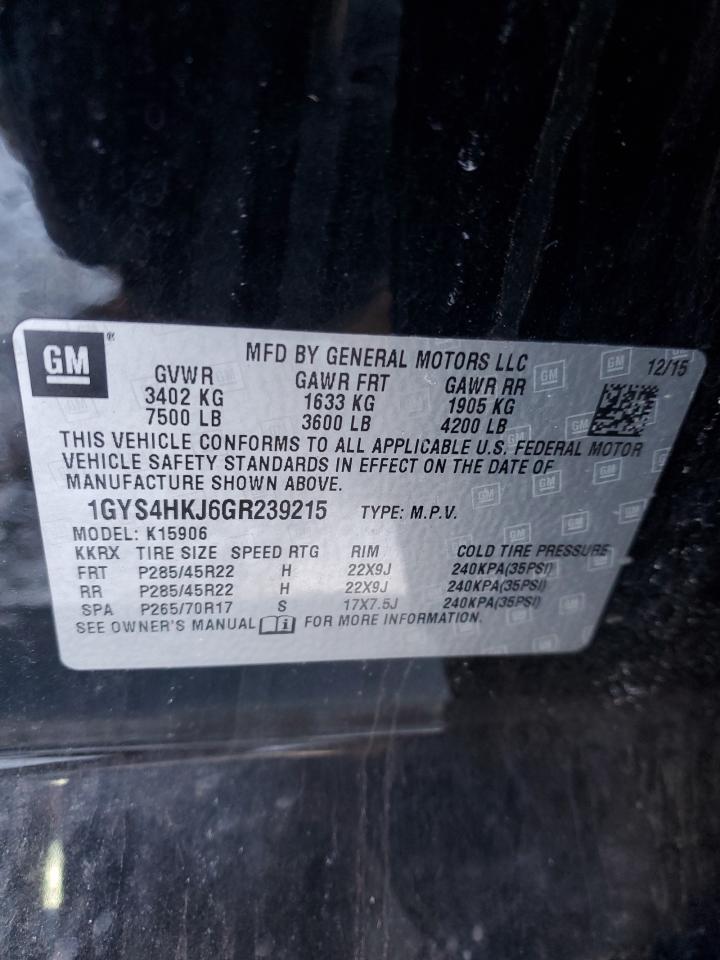 GM ®
MFD BY GENERAL MOTORS LLC 12/15
GVWR GAWR FRT GAWR RR
3402 KG 1633 KG 1905 KG
7500 LB 3600 LB 4200 LB
THIS VEHICLE CONFORMS TO ALL APPLICABLE U.S. FEDERAL MOTOR
VEHICLE SAFETY STANDARDS IN EFFECT ON THE DATE OF
MANUFACTURE SHOWN ABOVE.
1GYS4HKJ6GR239215 TYPE: M.P.V.
MODEL: K15906
KKRX TIRE SIZE SPEED RTG RIM COLD TIRE PRESSURE
FRT P285/45R22 H 22X9J 240KPA(35PSI)
RR P285/45R22 H 22X9J 240KPA(35PSI)
SPA P265/70R17 S 17X7.5J 240KPA(35PSI)
SEE OWNER'S MANUAL FOR MORE INFORMATION.